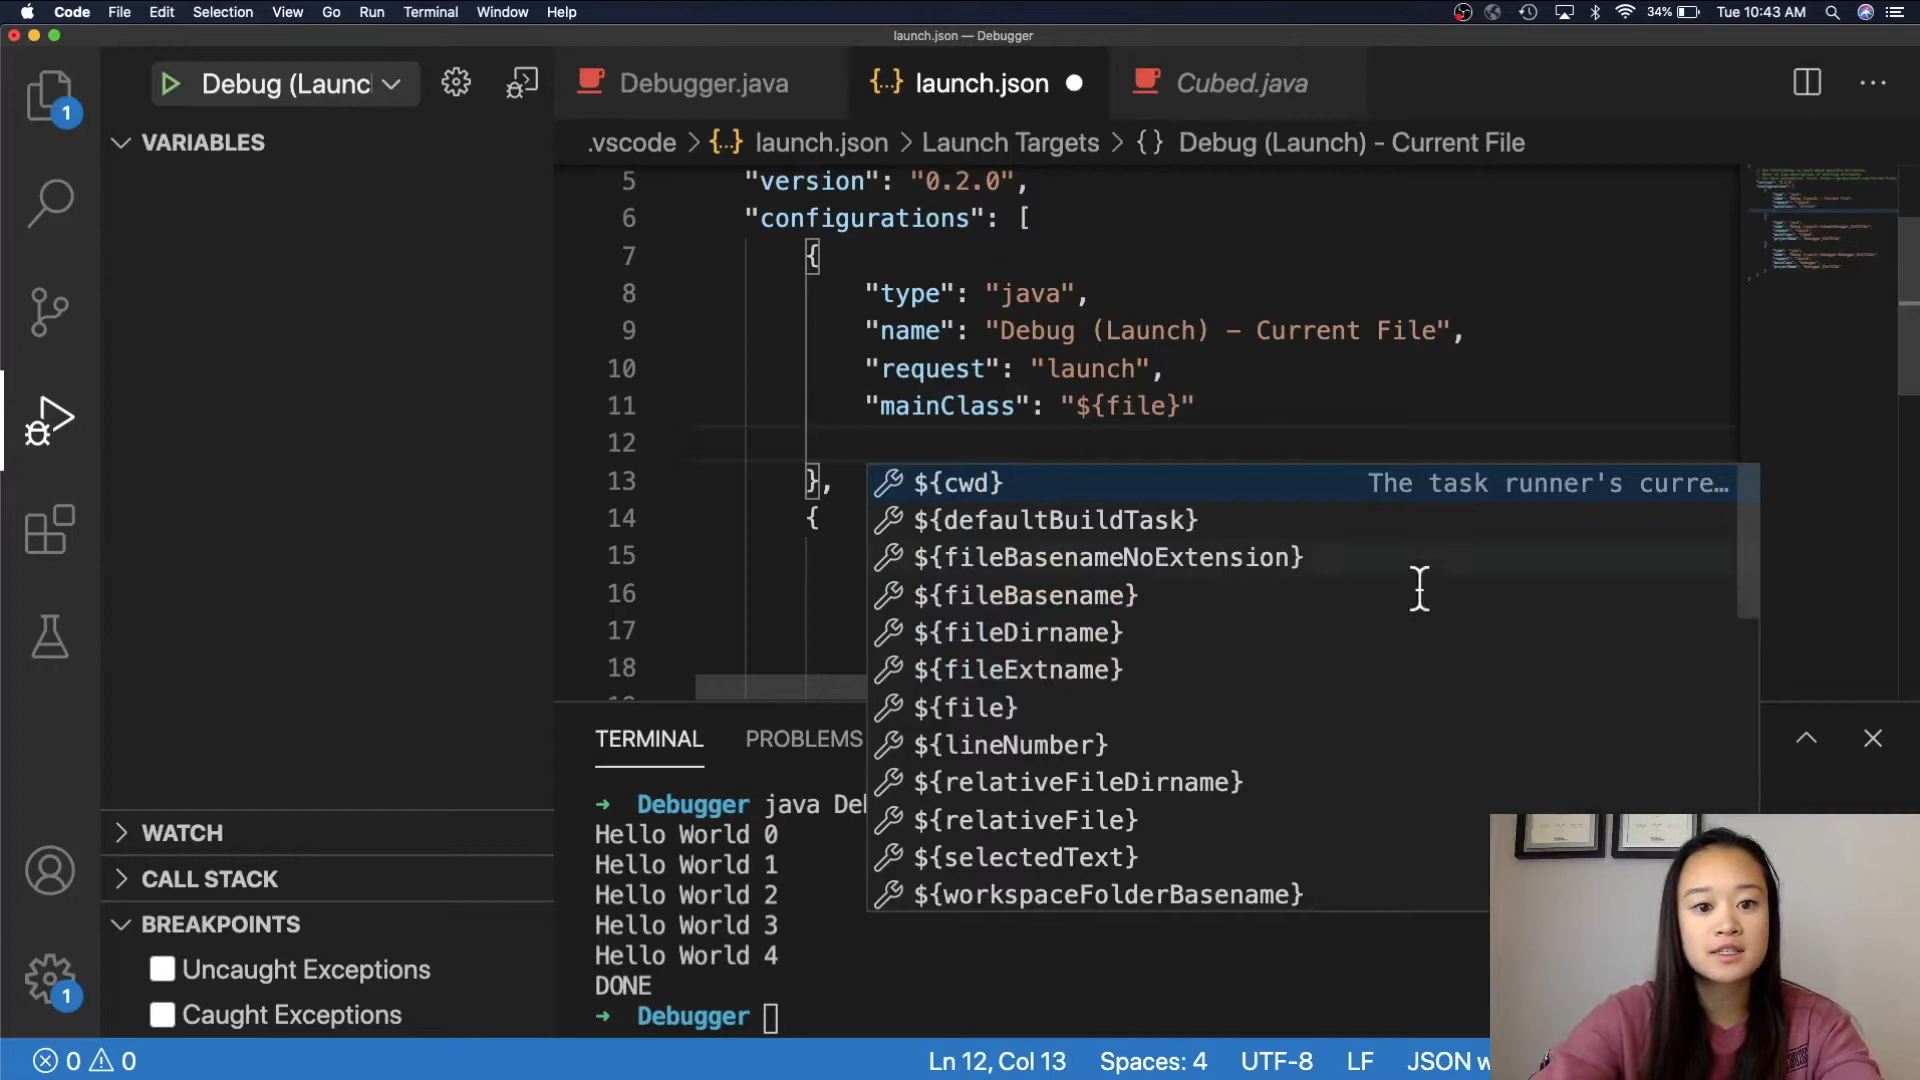 Code File Edit Selection View Go Run Terminal Window Help 34% Tue 10:43 AM
launch.json — Debugger
Debug (Launc
Debugger.java
launch.json
Cubed.java
.vscode > {..} launch.json > Launch Targets > {} Debug (Launch) - Current File
1
VARIABLES
5 "version": "0.2.0",
6 "configurations": [
7 {
8 "type": "java",
9 "name": "Debug (Launch) - Current File",
10 "request": "launch",
11 "mainClass": "${file}"
12
13 },
14 {
15
16
17
18
${cwd} The task runner's curre…
${defaultBuildTask}
${fileBasenameNoExtension}
${fileBasename}
${fileDirname}
${fileExtname}
${file}
${lineNumber}
${relativeFileDirname}
${relativeFile}
${selectedText}
${workspaceFolderBasename}
TERMINAL PROBLEMS
→ Debugger java De
Hello World 0
Hello World 1
Hello World 2
Hello World 3
Hello World 4
DONE
→ Debugger
WATCH
CALL STACK
BREAKPOINTS
Uncaught Exceptions
Caught Exceptions
1
0 0
Ln 12, Col 13 Spaces: 4 UTF-8 LF JSON w